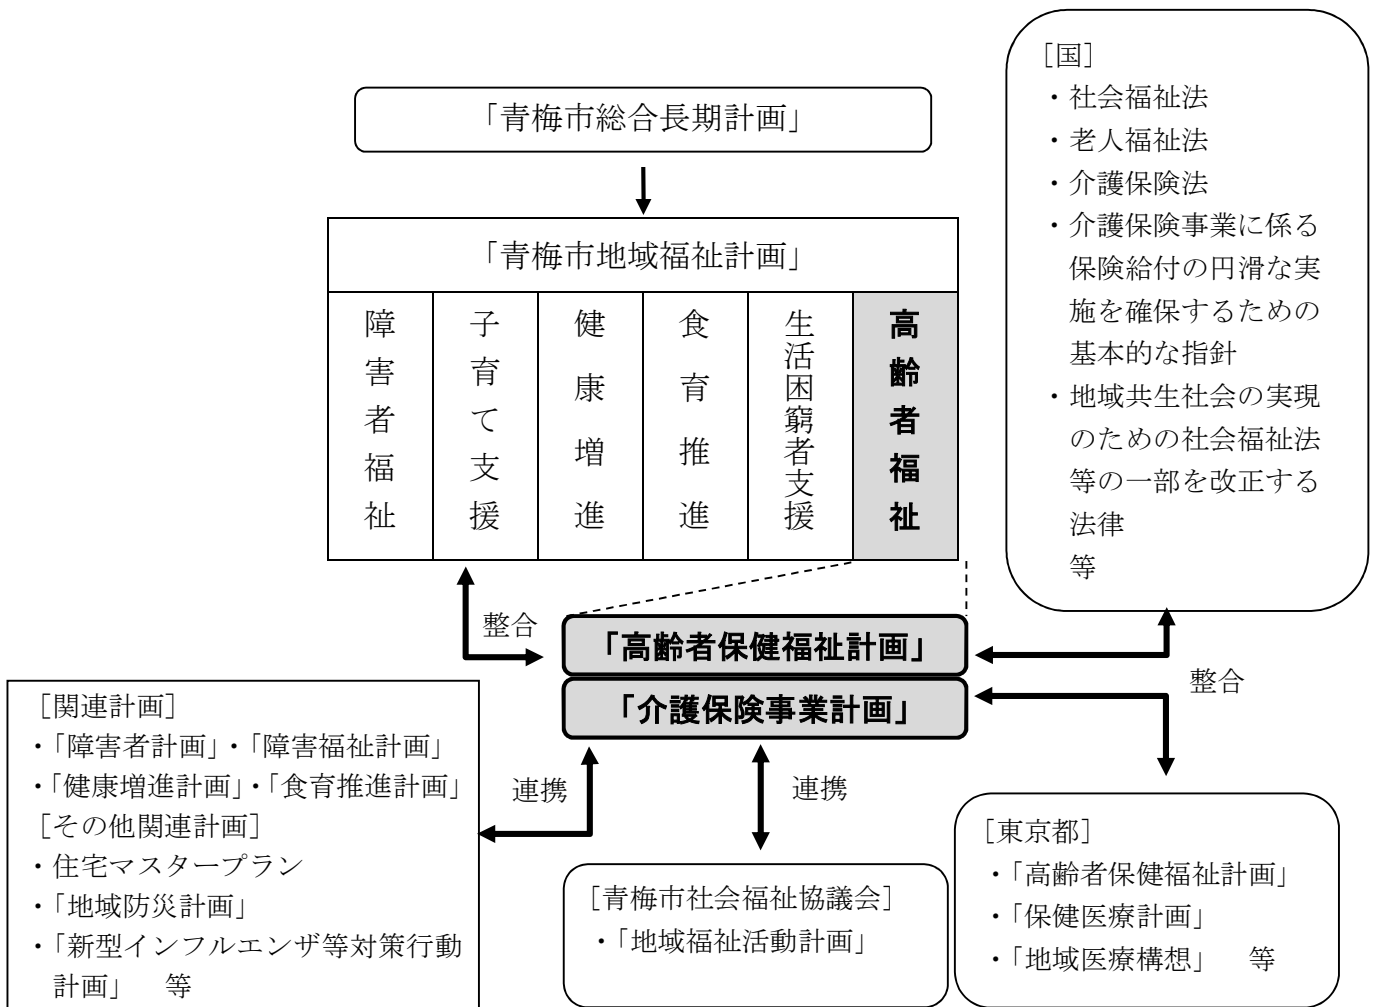 「青梅市総合長期計画」
「青梅市地域福祉計画」
障害者福祉
子育て支援
健康増進
食育推進
生活困窮者支援
高齢者福祉
［国］
・社会福祉法
・老人福祉法
・介護保険法
・介護保険事業に係る
保険給付の円滑な実
施を確保するための
基本的な指針
・地域共生社会の実現
のための社会福祉法
等の一部を改正する
法律
等
整合
「高齢者保健福祉計画」
「介護保険事業計画」
整合
［関連計画］
・「障害者計画」・「障害福祉計画」
・「健康増進計画」・「食育推進計画」
［その他関連計画］
・住宅マスタープラン
・「地域防災計画」
・「新型インフルエンザ等対策行動
計画」　等
連携
連携
［青梅市社会福祉協議会］
・「地域福祉活動計画」
［東京都］
・「高齢者保健福祉計画」
・「保健医療計画」
・「地域医療構想」　等